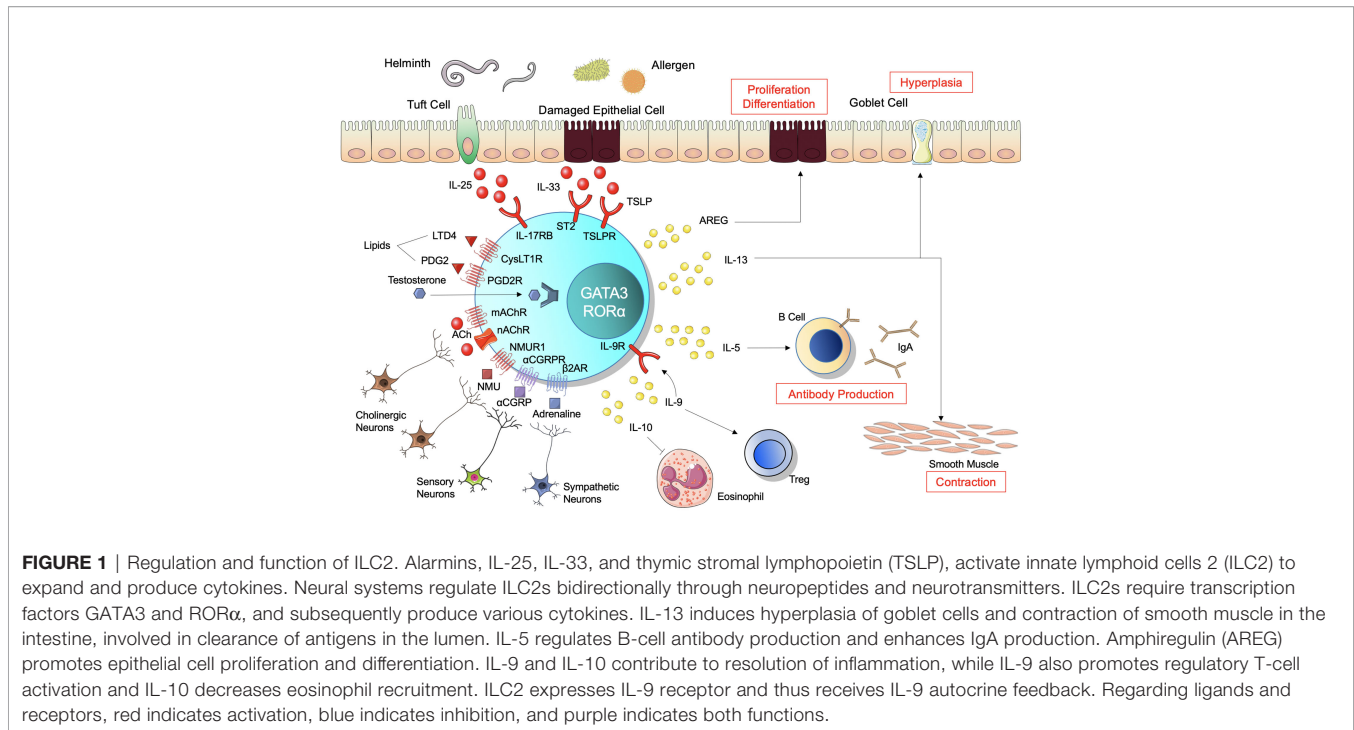 Helminth
Allergen
Tuft Cell
Damaged Epithelial Cell
Proliferation
Differentiation
Hyperplasia
Goblet Cell
IL-25
IL-33
TSLP
ST2
IL-17RB
TSLPR
AREG
IL-13
Lipids
LTD4
PDG2
CysLT1R
PGD2R
Testosterone
GATA3
RORα
mAChR
ACh
nAChR
NMUR1
αCGRPR
β2AR
IL-9R
IL-5
B Cell
IgA
Antibody Production
NMU
αCGRP
Adrenaline
IL-9
IL-10
Cholinergic
Neurons
Sensory
Neurons
Sympathetic
Neurons
Eosinophil
Treg
Smooth Muscle
Contraction
FIGURE 1 | Regulation and function of ILC2. Alarmins, IL-25, IL-33, and thymic stromal lymphopoietin (TSLP), activate innate lymphoid cells 2 (ILC2) to
expand and produce cytokines. Neural systems regulate ILC2s bidirectionally through neuropeptides and neurotransmitters. ILC2s require transcription
factors GATA3 and RORα, and subsequently produce various cytokines. IL-13 induces hyperplasia of goblet cells and contraction of smooth muscle in the
intestine, involved in clearance of antigens in the lumen. IL-5 regulates B-cell antibody production and enhances IgA production. Amphiregulin (AREG)
promotes epithelial cell proliferation and differentiation. IL-9 and IL-10 contribute to resolution of inflammation, while IL-9 also promotes regulatory T-cell
activation and IL-10 decreases eosinophil recruitment. ILC2 expresses IL-9 receptor and thus receives IL-9 autocrine feedback. Regarding ligands and
receptors, red indicates activation, blue indicates inhibition, and purple indicates both functions.